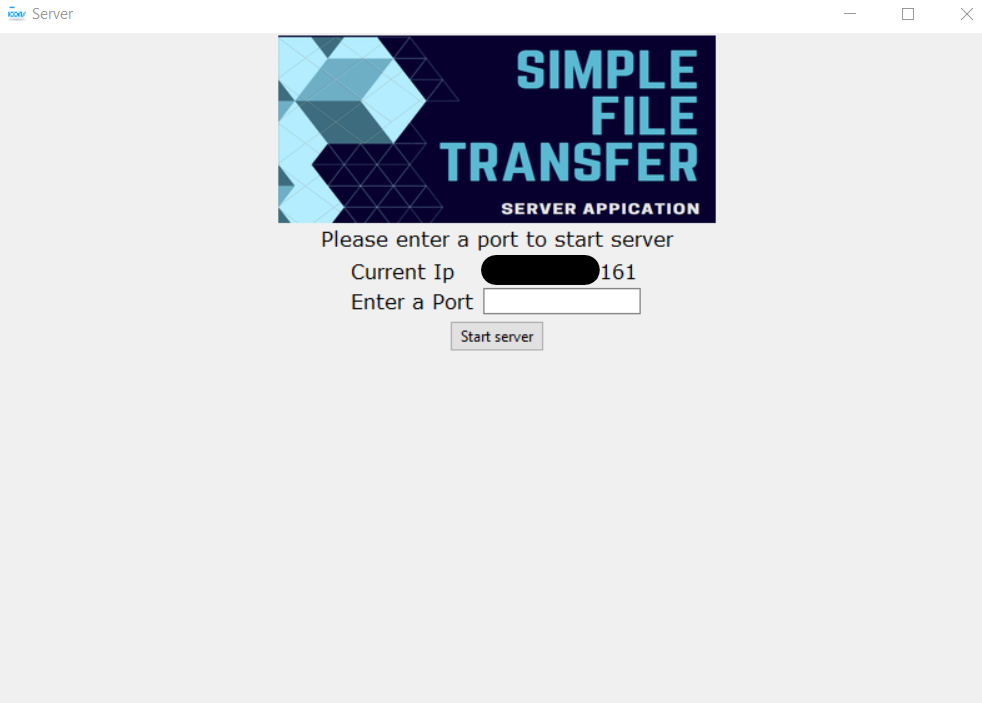 Server
SIMPLE
FILE
TRANSFER
SERVER APPICATION
Please enter a port to start server
Current Ip 161
Enter a Port
Start server